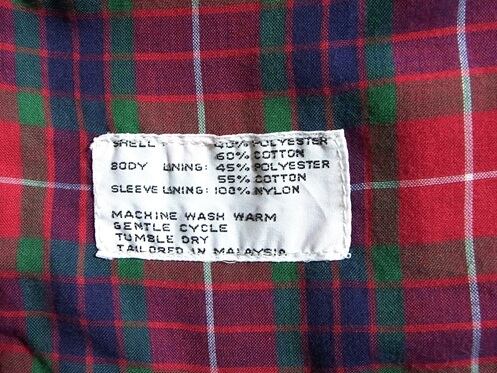 SHELL: 40% POLYESTER
60% COTTON
BODY LINING: 45% POLYESTER
55% COTTON
SLEEVE LINING: 100% NYLON
MACHINE WASH WARM
GENTLE CYCLE
TUMBLE DRY
TAILORED IN MALAYSIA